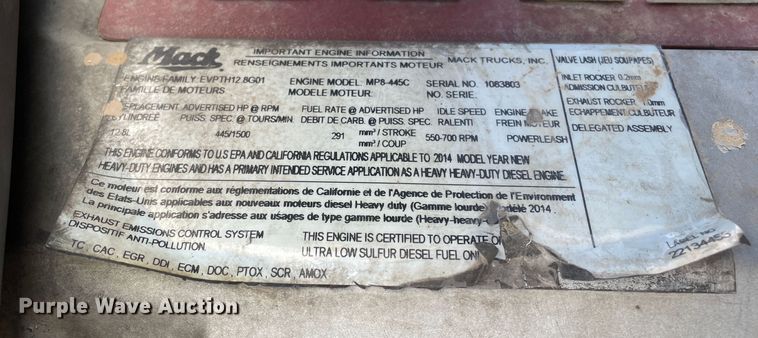 Mack
IMPORTANT ENGINE INFORMATION
RENSEIGNEMENTS IMPORTANTS MOTEUR
MACK TRUCKS, INC.
VALVE LASH (JEU SOUPAPES)
ENGINE FAMILY: EVPTH12.8G01
FAMILLE DE MOTEURS
ENGINE MODEL: MP8-445C
MODELE MOTEUR:
SERIAL NO. 1083803
NO. SERIE.
INLET ROCKER 0.2mm
ADMISSION CULBUTEUR
EXHAUST ROCKER
ECHAPPEMENT CULBUTEUR
DELEGATED ASSEMBLY
ADVERTISED HP @ RPM
PUISS. SPEC @ TOURS/MIN
FUEL RATE @ ADVERTISED HP
DEBIT DE CARB. @ PUISS. SPEC
IDLE SPEED
RALENTI
ENGINE
FREIN MOTEUR
12.8L
445/1500
291
mm³ / STROKE
mm³ / COUP
550-700 RPM
POWERLEASH
THIS ENGINE CONFORMS TO U.S EPA AND CALIFORNIA REGULATIONS APPLICABLE TO 2014 MODEL YEAR NEW
HEAVY-DUTY ENGINES AND HAS A PRIMARY INTENDED SERVICE APPLICATION AS A HEAVY HEAVY-DUTY DIESEL ENGINE.
Ce moteur est conforme aux réglementations de Californie et de l'Agence de Protection de l'Environment
des Etats-Unis applicables aux nouveaux moteurs diesel Heavy duty (Gamme lourde) modèle 2014.
La principale application s'adresse aux usages de type gamme lourde (Heavy-heavy
EXHAUST EMISSIONS CONTROL SYSTEM
DISPOSITIF ANTI-POLLUTION.
TC, CAC, EGR, DDI, ECM, DOC, PTOX, SCR, AMOX
THIS ENGINE IS CERTIFIED TO OPERATE ON
ULTRA LOW SULFUR DIESEL FUEL ONLY
LABEL NO.
Purple Wave Auction